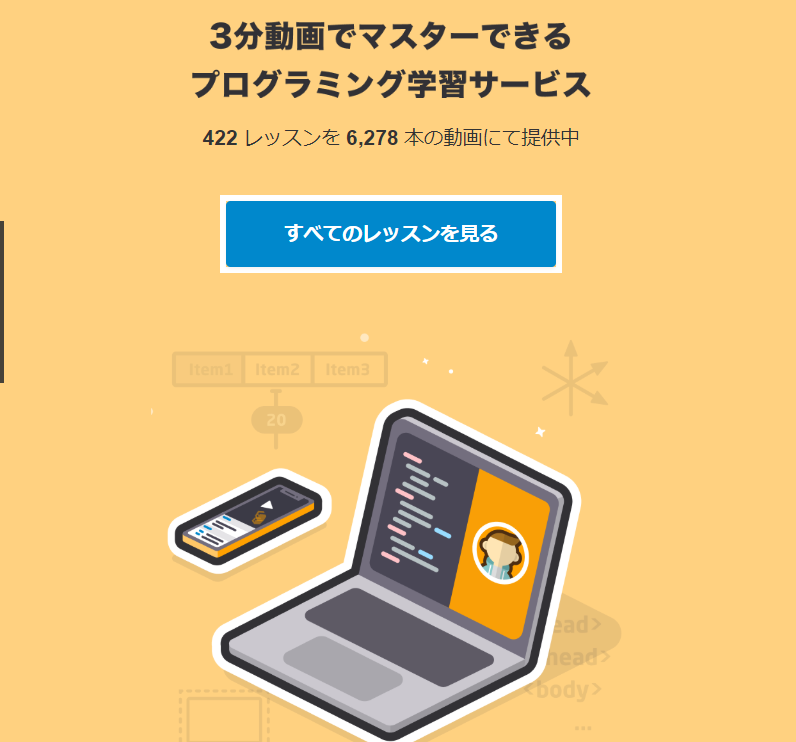 3分動画でマスターできる
プログラミング学習サービス
422 レッスンを 6,278 本の動画にて提供中
すべてのレッスンを見る
Item1 Item2 Item3
20
ead>
head>
<body>
...